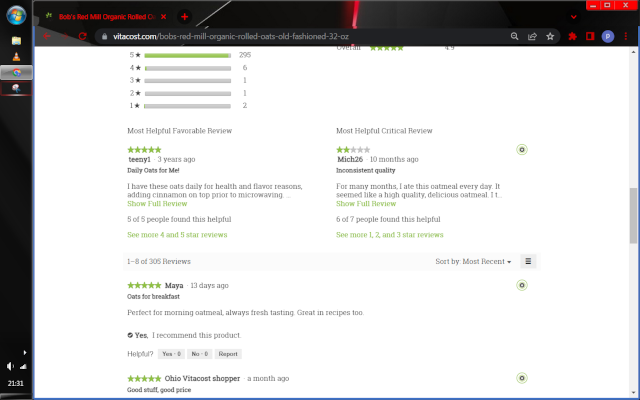 Bob's Red Mill Organic Rolled O
vitacost.com/bobs-red-mill-organic-rolled-oats-old-fashioned-32-oz
Overall 4.9
5 ★ 295
4 ★ 6
3 ★ 1
2 ★ 1
1 ★ 2
Most Helpful Favorable Review
teeny1 · 3 years ago
Daily Oats for Me!
I have these oats daily for health and flavor reasons,
adding cinnamon on top prior to microwaving. ...
Show Full Review
5 of 5 people found this helpful
See more 4 and 5 star reviews
Most Helpful Critical Review
Mich26 · 10 months ago
Inconsistent quality
For many months, I ate this oatmeal every day. It
seemed like a high quality, delicious oatmeal. I t...
Show Full Review
6 of 7 people found this helpful
See more 1, 2, and 3 star reviews
1–8 of 305 Reviews
Sort by: Most Recent
Maya · 13 days ago
Oats for breakfast
Perfect for morning oatmeal, always fresh tasting. Great in recipes too.
Yes, I recommend this product.
Helpful? Yes · 0 No · 0 Report
Ohio Vitacost shopper · a month ago
Good stuff, good price
P
21:31